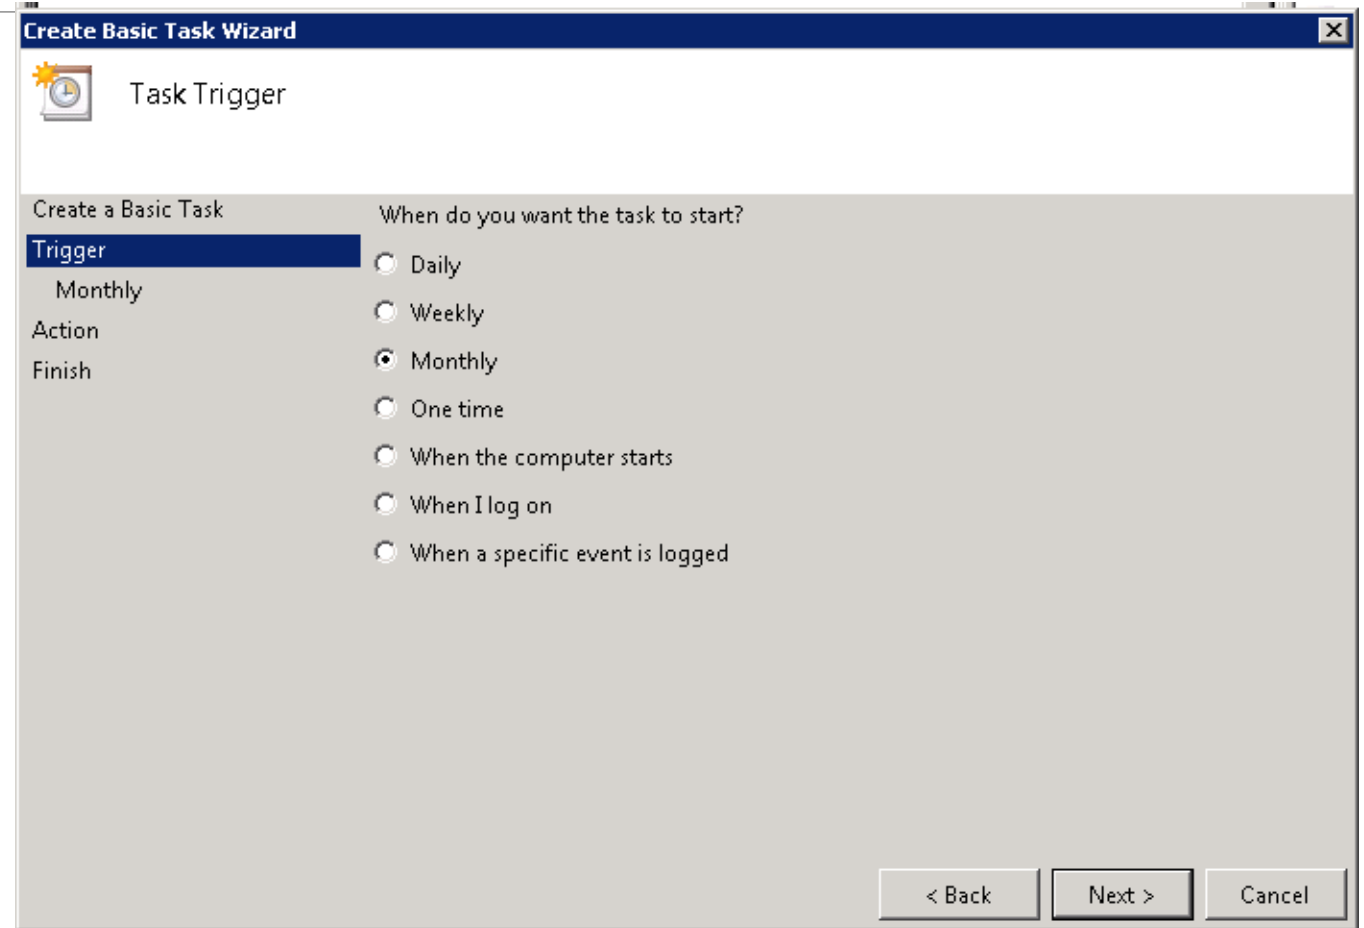 Create Basic Task Wizard
Task Trigger
Create a Basic Task
Trigger
Monthly
Action
Finish
When do you want the task to start?
Daily
Weekly
Monthly
One time
When the computer starts
When I log on
When a specific event is logged
< Back
Next >
Cancel